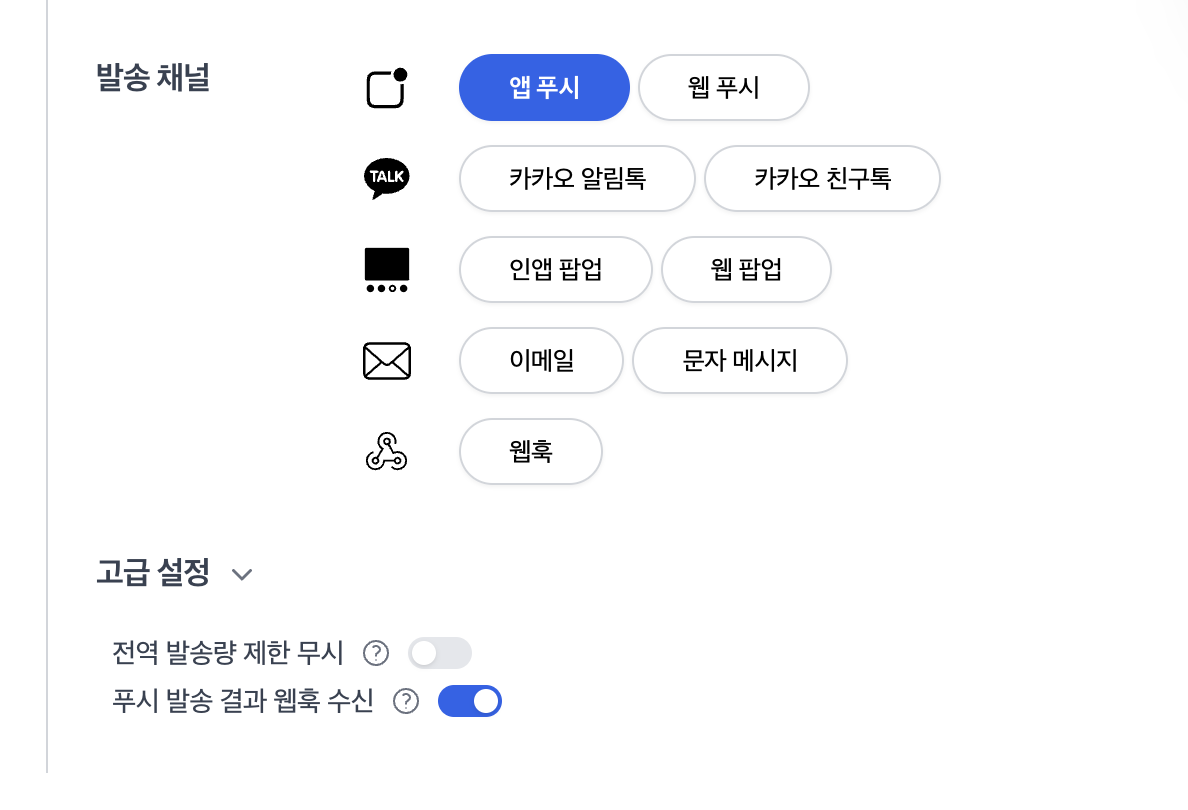 발송 채널
앱 푸시 웹 푸시
TALK 카카오 알림톡 카카오 친구톡
인앱 팝업 웹 팝업
이메일 문자 메시지
웹훅
고급 설정
전역 발송량 제한 무시 ?
푸시 발송 결과 웹훅 수신 ?